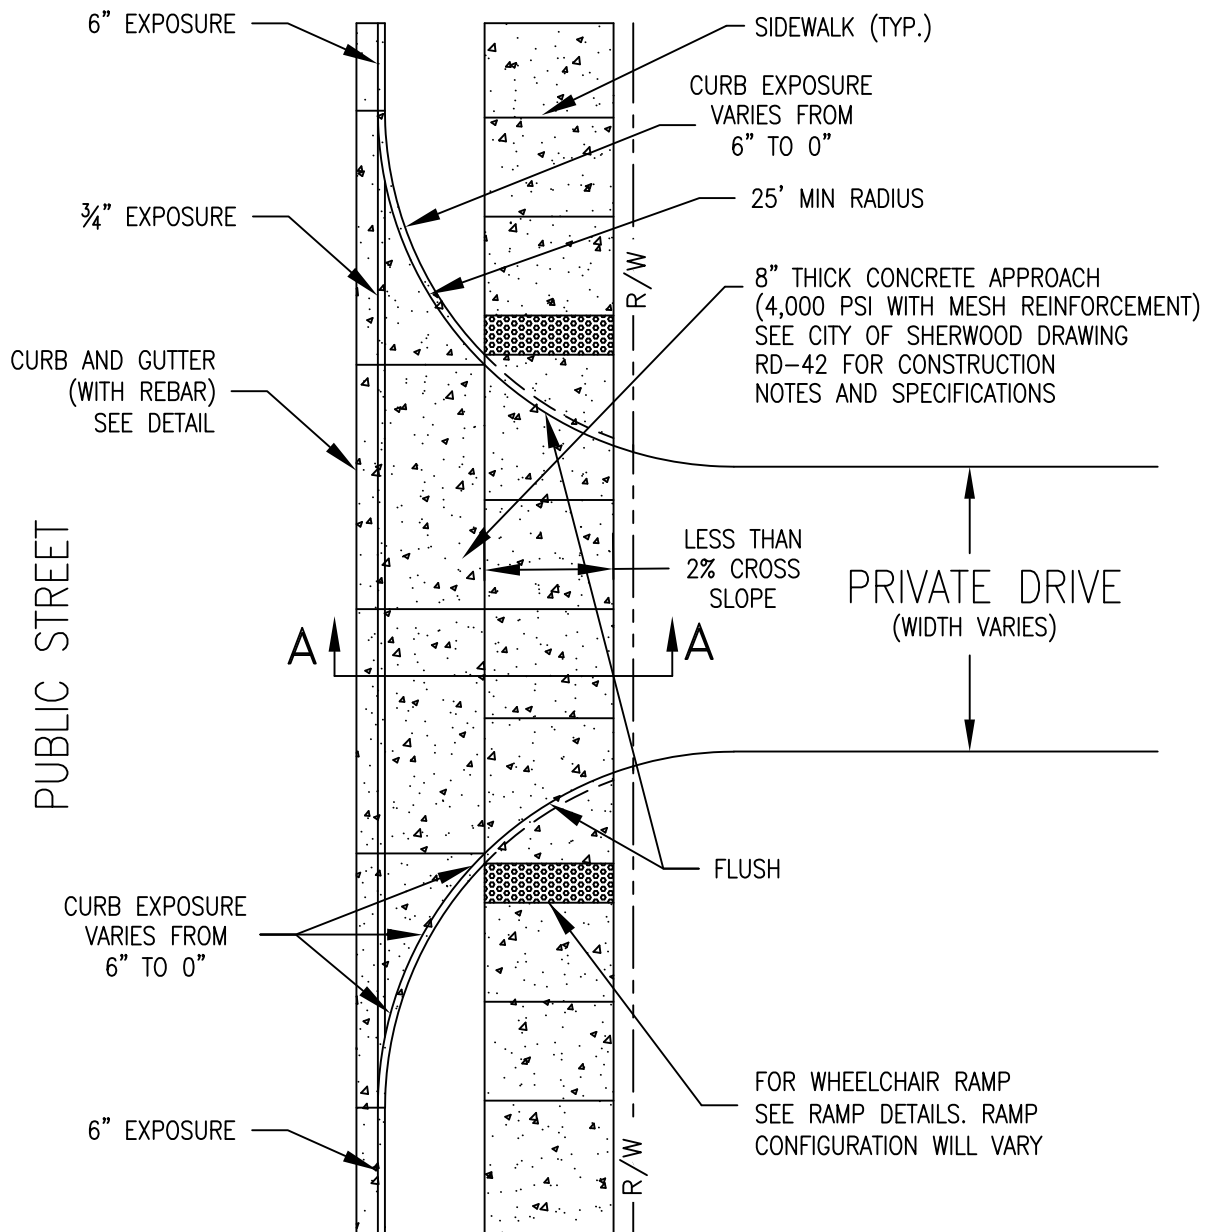 6” EXPOSURE
SIDEWALK (TYP.)
CURB EXPOSURE
VARIES FROM
6” TO 0”
¾” EXPOSURE
25’ MIN RADIUS
R/W
8” THICK CONCRETE APPROACH
(4,000 PSI WITH MESH REINFORCEMENT)
SEE CITY OF SHERWOOD DRAWING
RD-42 FOR CONSTRUCTION
NOTES AND SPECIFICATIONS
CURB AND GUTTER
(WITH REBAR)
SEE DETAIL
PUBLIC STREET
LESS THAN
2% CROSS
SLOPE
PRIVATE DRIVE
(WIDTH VARIES)
A
A
FLUSH
CURB EXPOSURE
VARIES FROM
6” TO 0”
FOR WHEELCHAIR RAMP
SEE RAMP DETAILS. RAMP
CONFIGURATION WILL VARY
6” EXPOSURE
R/W